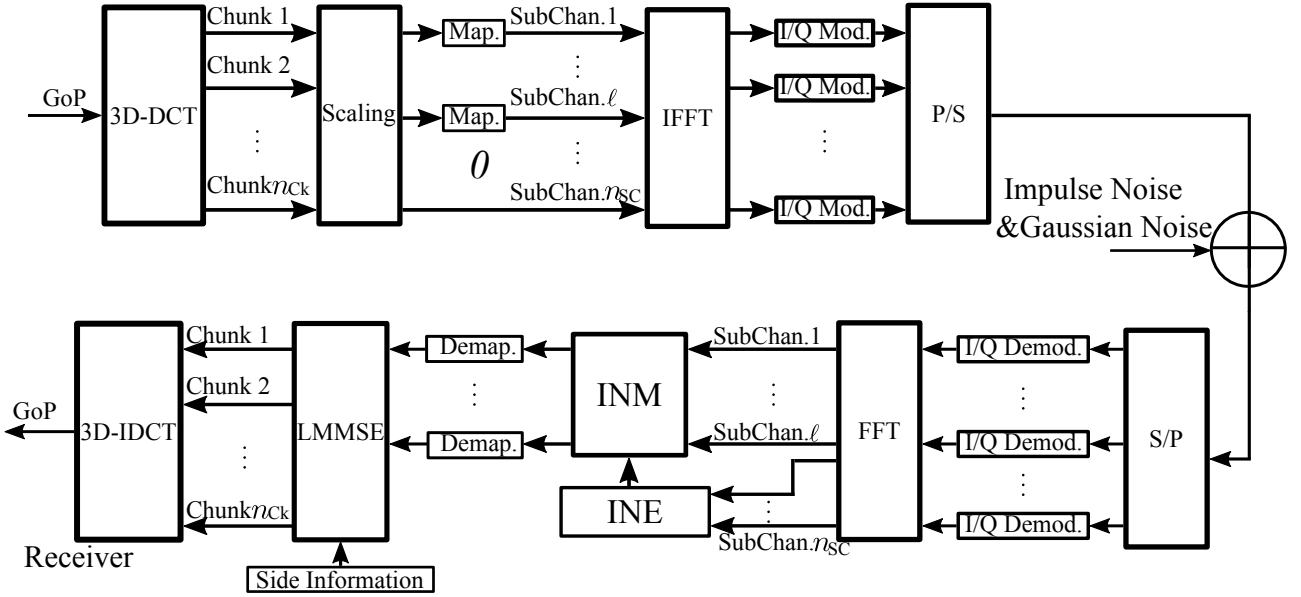 Chunk 1
Map.
SubChan.1
I/Q Mod.
Chunk 2
I/Q Mod.
GoP
3D-DCT
Scaling
Map.
SubChan.ℓ
IFFT
P/S
0
Chunk n_Ck
SubChan.n_SC
I/Q Mod.
Impulse Noise
&Gaussian Noise
Chunk 1
Demap.
SubChan.1
I/Q Demod.
Chunk 2
INM
GoP
3D-IDCT
LMMSE
Demap.
SubChan.ℓ
FFT
I/Q Demod.
S/P
Chunk n_Ck
INE
SubChan.n_SC
I/Q Demod.
Receiver
Side Information